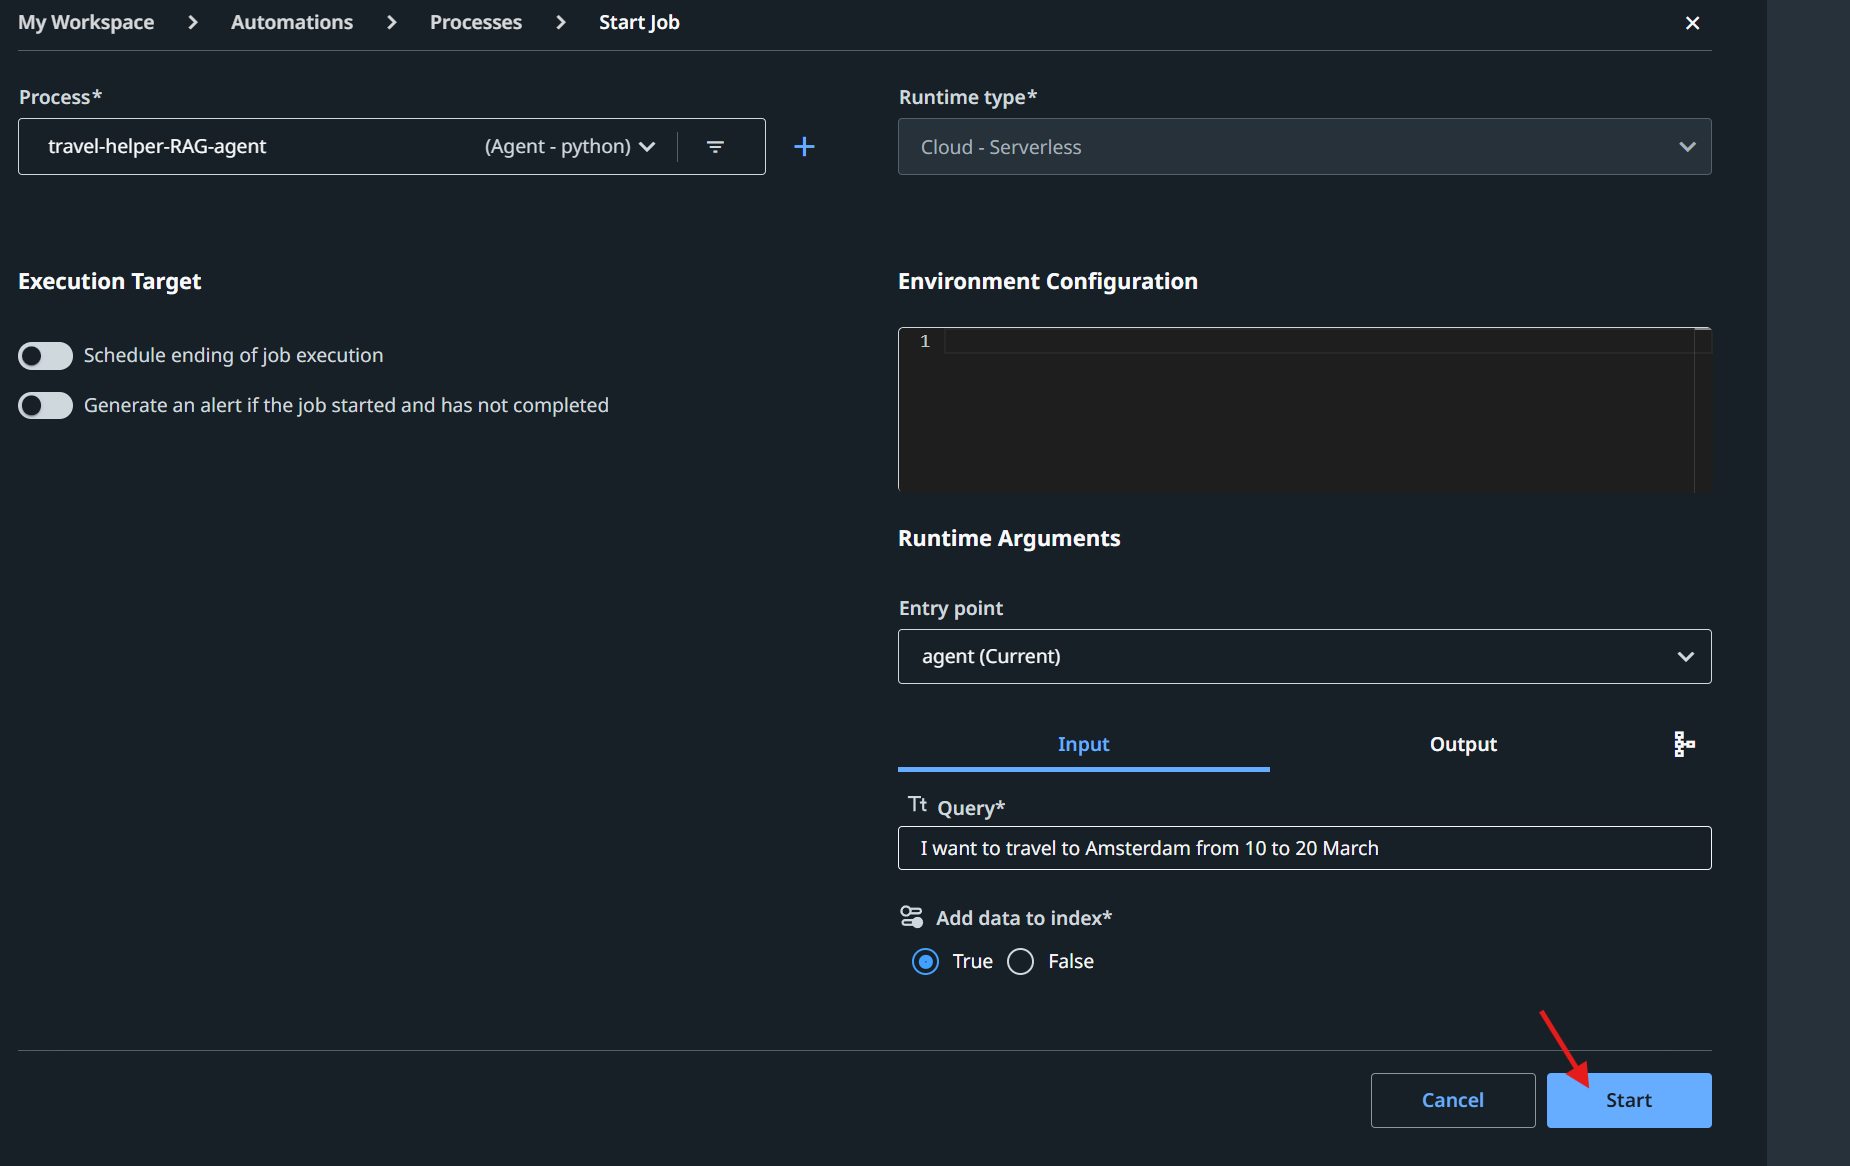 My Workspace > Automations > Processes > Start Job
Process*
travel-helper-RAG-agent (Agent - python)
Runtime type*
Cloud - Serverless
Execution Target
Schedule ending of job execution
Generate an alert if the job started and has not completed
Environment Configuration
1
Runtime Arguments
Entry point
agent (Current)
Input Output
Tt Query*
I want to travel to Amsterdam from 10 to 20 March
Add data to index*
True False
Cancel Start